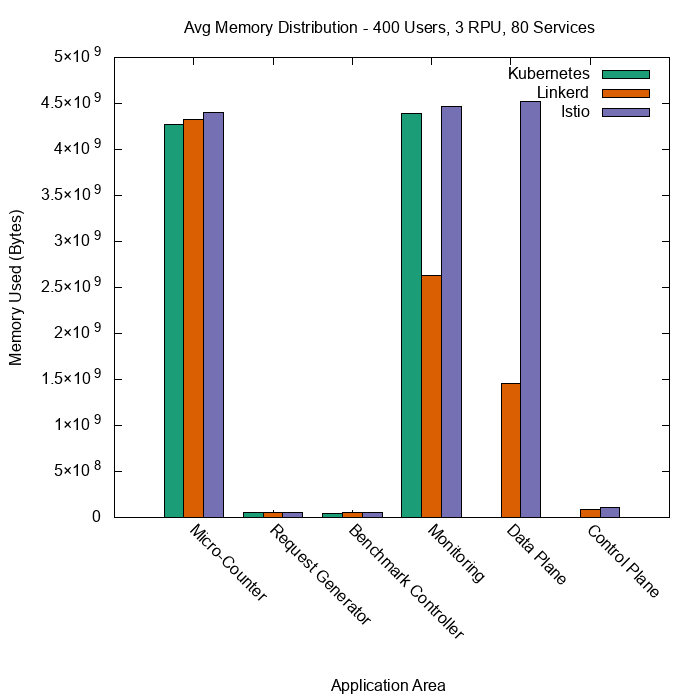 Avg Memory Distribution - 400 Users, 3 RPU, 80 Services
Kubernetes
Linkerd
Istio
5×10^9
4.5×10^9
4×10^9
3.5×10^9
3×10^9
2.5×10^9
2×10^9
1.5×10^9
1×10^9
5×10^8
0
Memory Used (Bytes)
Micro-Counter
Request Generator
Benchmark Controller
Monitoring
Data Plane
Control Plane
Application Area